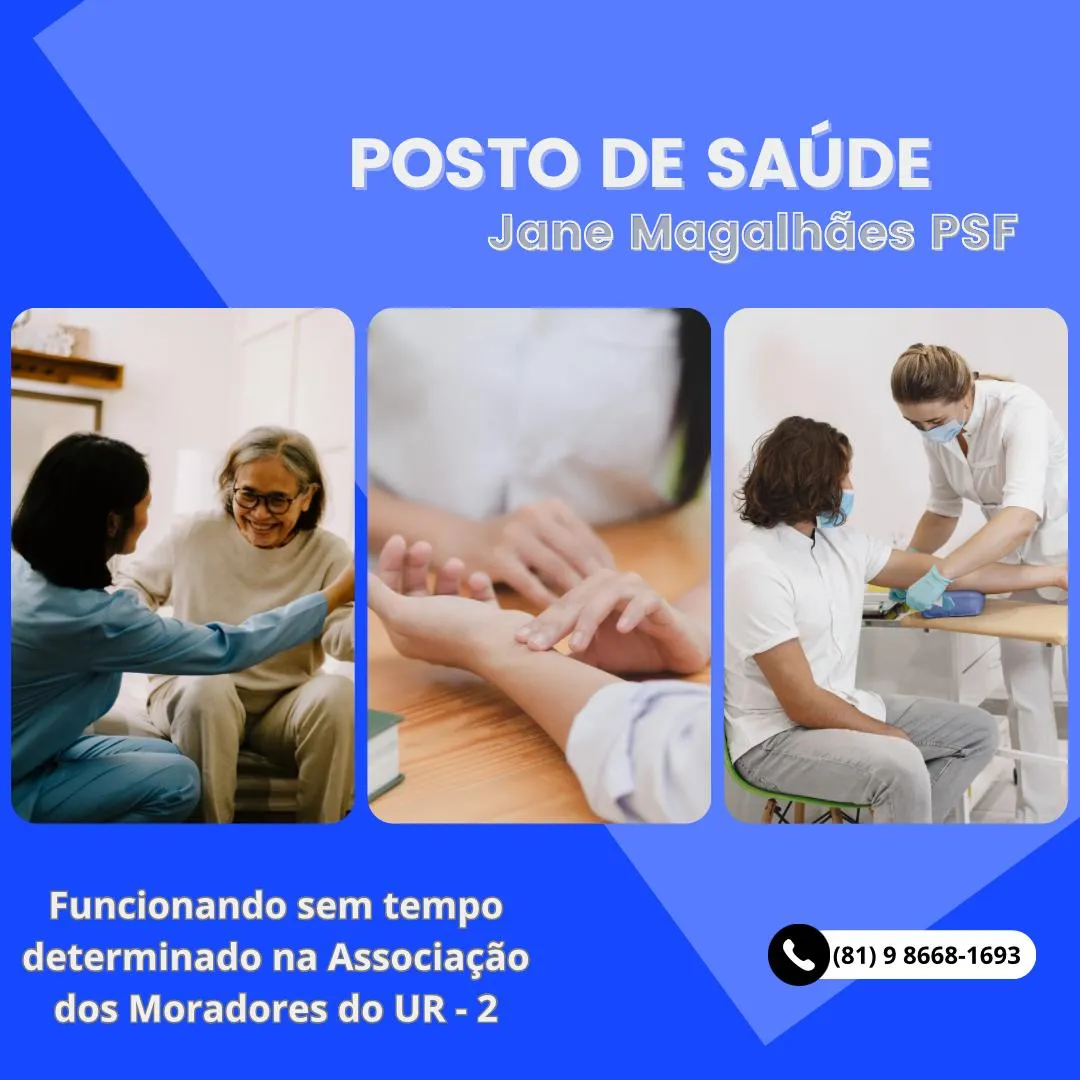 POSTO DE SAÚDE
Jane Magalhães PSF
Funcionando sem tempo
determinado na Associação
dos Moradores do UR - 2
(81) 9 8668-1693